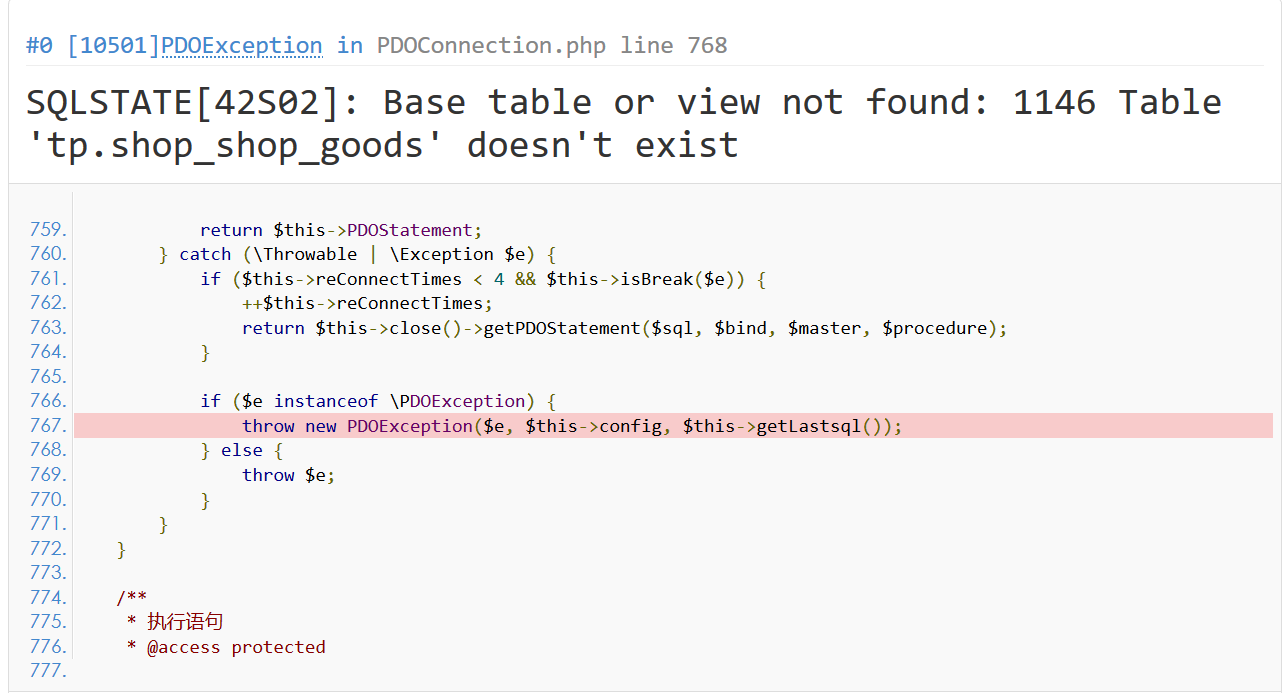 #0 [10501]PDOException in PDOConnection.php line 768
SQLSTATE[42S02]: Base table or view not found: 1146 Table
'tp.shop_shop_goods' doesn't exist
759.             return $this->PDOStatement;
760.         } catch (\Throwable | \Exception $e) {
761.             if ($this->reConnectTimes < 4 && $this->isBreak($e)) {
762.                 ++$this->reConnectTimes;
763.                 return $this->close()->getPDOStatement($sql, $bind, $master, $procedure);
764.             }
765.
766.             if ($e instanceof \PDOException) {
767.                 throw new PDOException($e, $this->config, $this->getLastsql());
768.             } else {
769.                 throw $e;
770.             }
771.         }
772.     }
773.
774.     /**
775.      * 执行语句
776.      * @access protected
777.